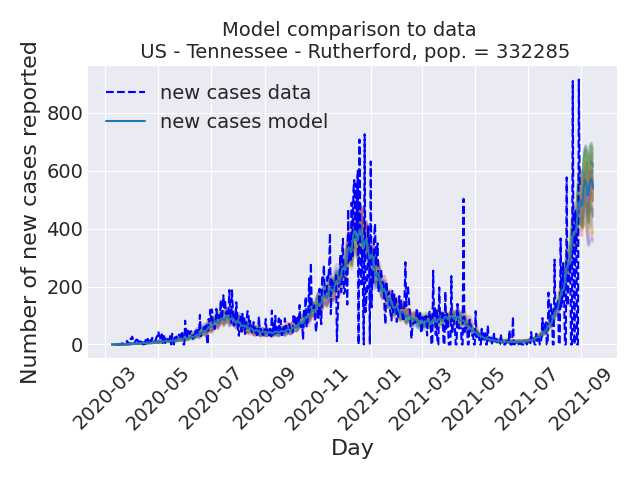 Model comparison to data
US - Tennessee - Rutherford, pop. = 332285
Number of new cases reported
800
600
400
200
0
new cases data
new cases model
2020-03
2020-05
2020-07
2020-09
2020-11
2021-01
2021-03
2021-05
2021-07
2021-09
Day